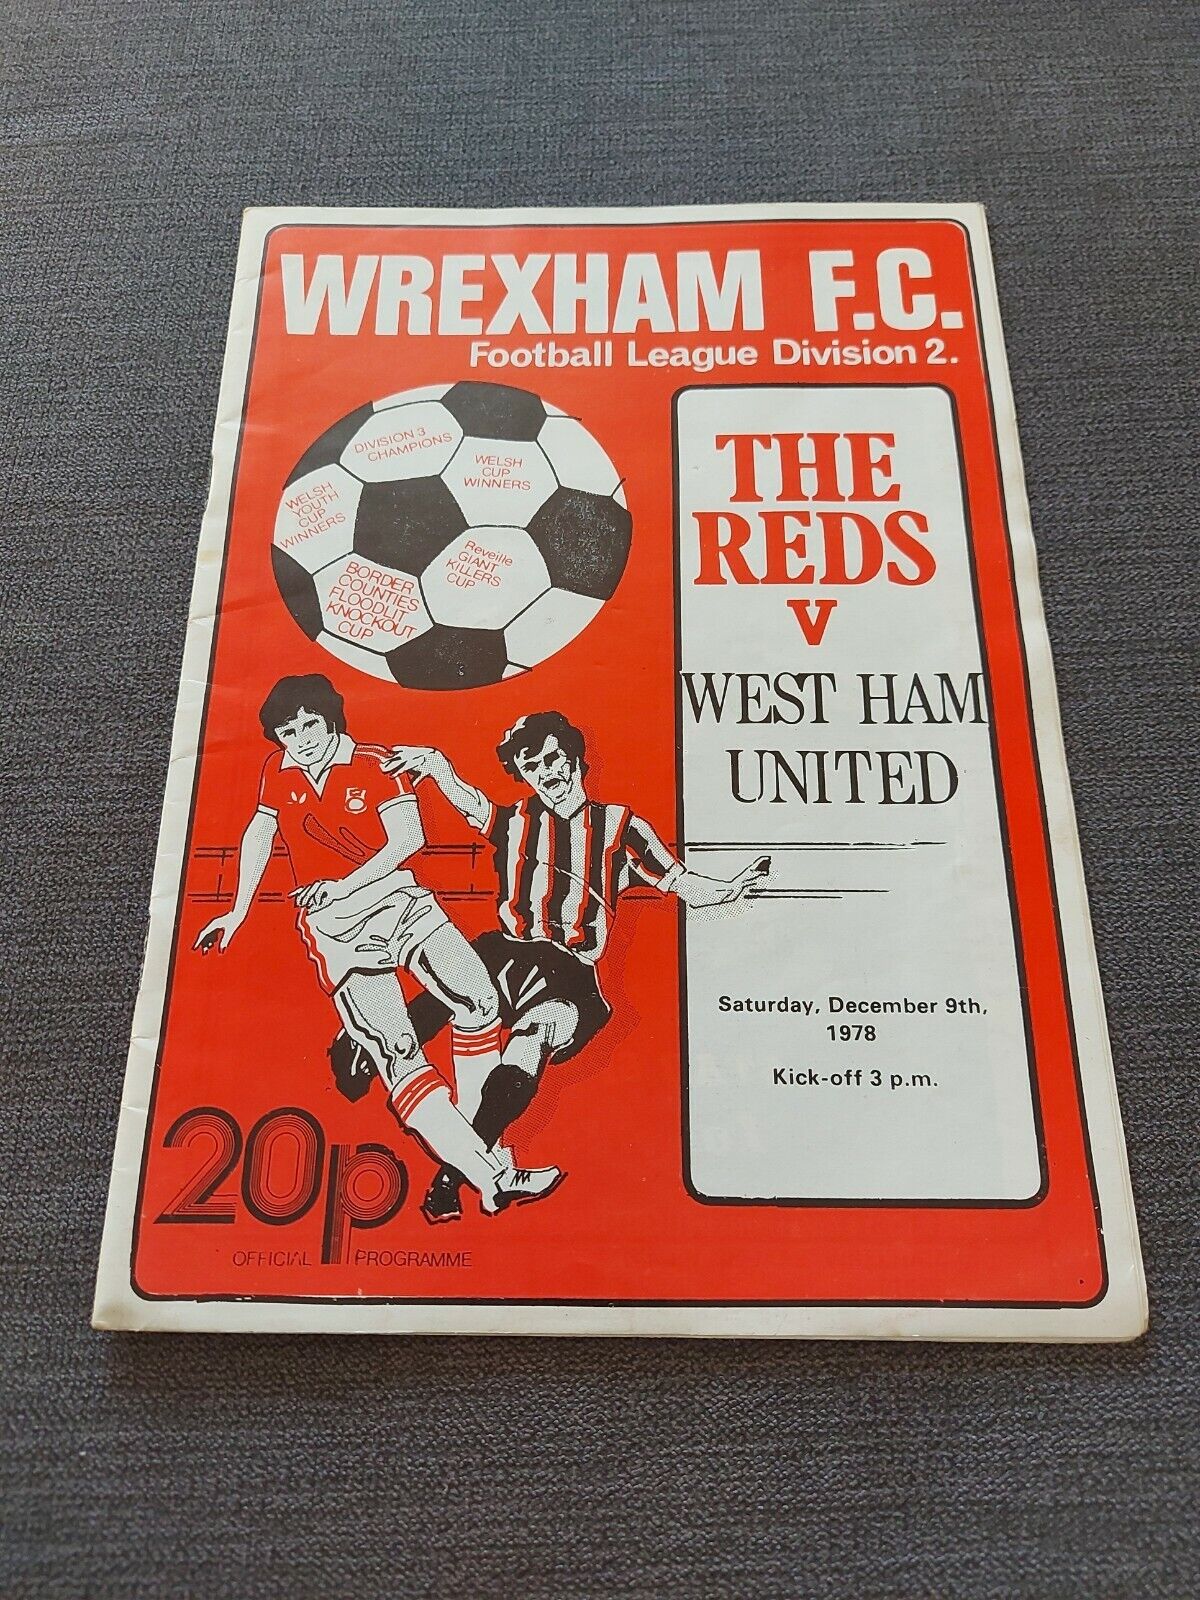 WREXHAM F.C.
Football League Division 2.
DIVISION 3
CHAMPIONS
WELSH
CUP
WINNERS
WELSH
YOUTH
CUP
WINNERS
Reveille
GIANT
KILLERS
CUP
BORDER
COUNTIES
FLOODLIT
KNOCKOUT
CUP
THE
REDS
V
WEST HAM
UNITED
Saturday, December 9th,
1978
Kick-off 3 p.m.
20p
OFFICIAL PROGRAMME